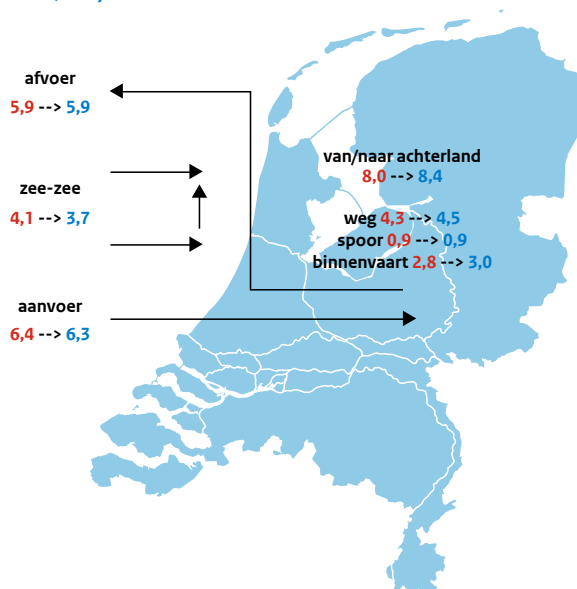 afvoer
5,9 --> 5,9
zee-zee
4,1 --> 3,7
aanvoer
6,4 --> 6,3
van/naar achterland
8,0 --> 8,4
weg 4,3 --> 4,5
spoor 0,9 --> 0,9
binnenvaart 2,8 --> 3,0